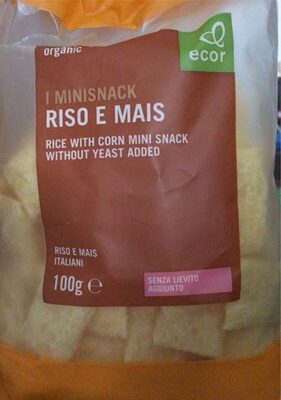 organic
ecor
I MINISNACK
RISO E MAIS
RICE WITH CORN MINI SNACK
WITHOUT YEAST ADDED
RISO E MAIS
ITALIANI
100g ℮
SENZA LIEVITO
AGGIUNTO